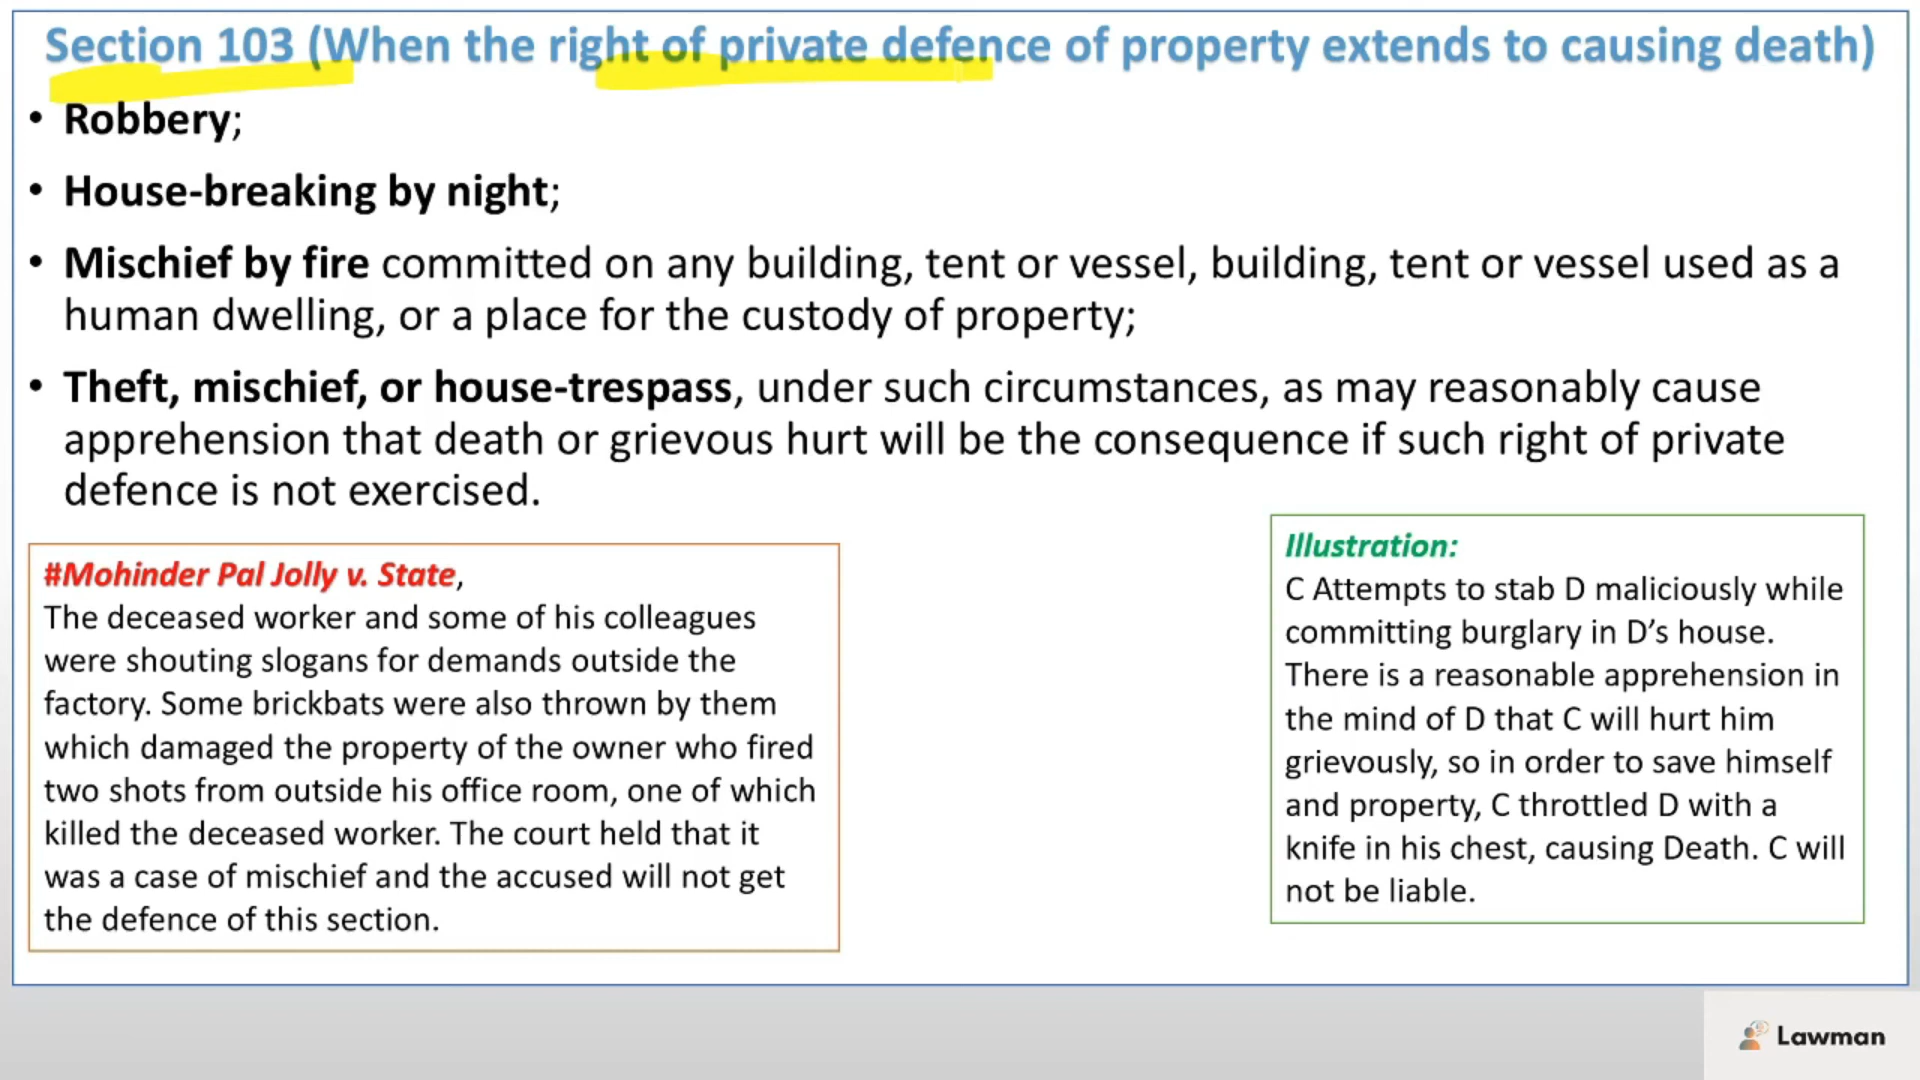 Section 103 (When the right of private defence of property extends to causing death)
• Robbery;
• House-breaking by night;
• Mischief by fire committed on any building, tent or vessel, building, tent or vessel used as a
human dwelling, or a place for the custody of property;
• Theft, mischief, or house-trespass, under such circumstances, as may reasonably cause
apprehension that death or grievous hurt will be the consequence if such right of private
defence is not exercised.
#Mohinder Pal Jolly v. State,
The deceased worker and some of his colleagues
were shouting slogans for demands outside the
factory. Some brickbats were also thrown by them
which damaged the property of the owner who fired
two shots from outside his office room, one of which
killed the deceased worker. The court held that it
was a case of mischief and the accused will not get
the defence of this section.
Illustration:
C Attempts to stab D maliciously while
committing burglary in D’s house.
There is a reasonable apprehension in
the mind of D that C will hurt him
grievously, so in order to save himself
and property, C throttled D with a
knife in his chest, causing Death. C will
not be liable.
Lawman